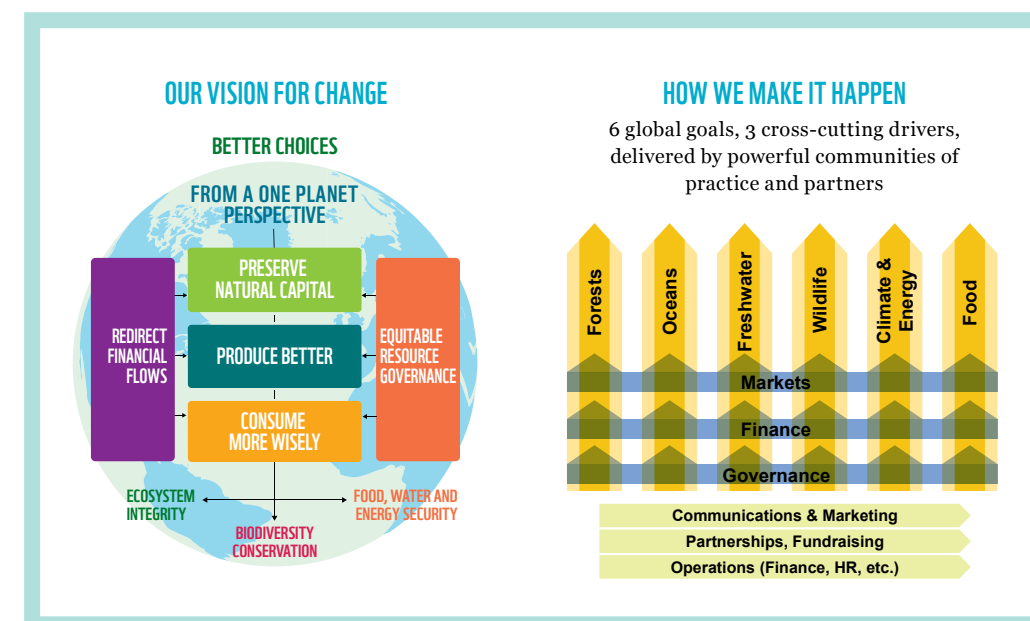 OUR VISION FOR CHANGE
BETTER CHOICES
FROM A ONE PLANET
PERSPECTIVE
PRESERVE
NATURAL CAPITAL
REDIRECT
FINANCIAL
FLOWS
PRODUCE BETTER
EQUITABLE
RESOURCE
GOVERNANCE
CONSUME
MORE WISELY
ECOSYSTEM
INTEGRITY
FOOD, WATER AND
ENERGY SECURITY
BIODIVERSITY
CONSERVATION
HOW WE MAKE IT HAPPEN
6 global goals, 3 cross-cutting drivers,
delivered by powerful communities of
practice and partners
Forests
Oceans
Freshwater
Wildlife
Climate &
Energy
Food
Markets
Finance
Governance
Communications & Marketing
Partnerships, Fundraising
Operations (Finance, HR, etc.)